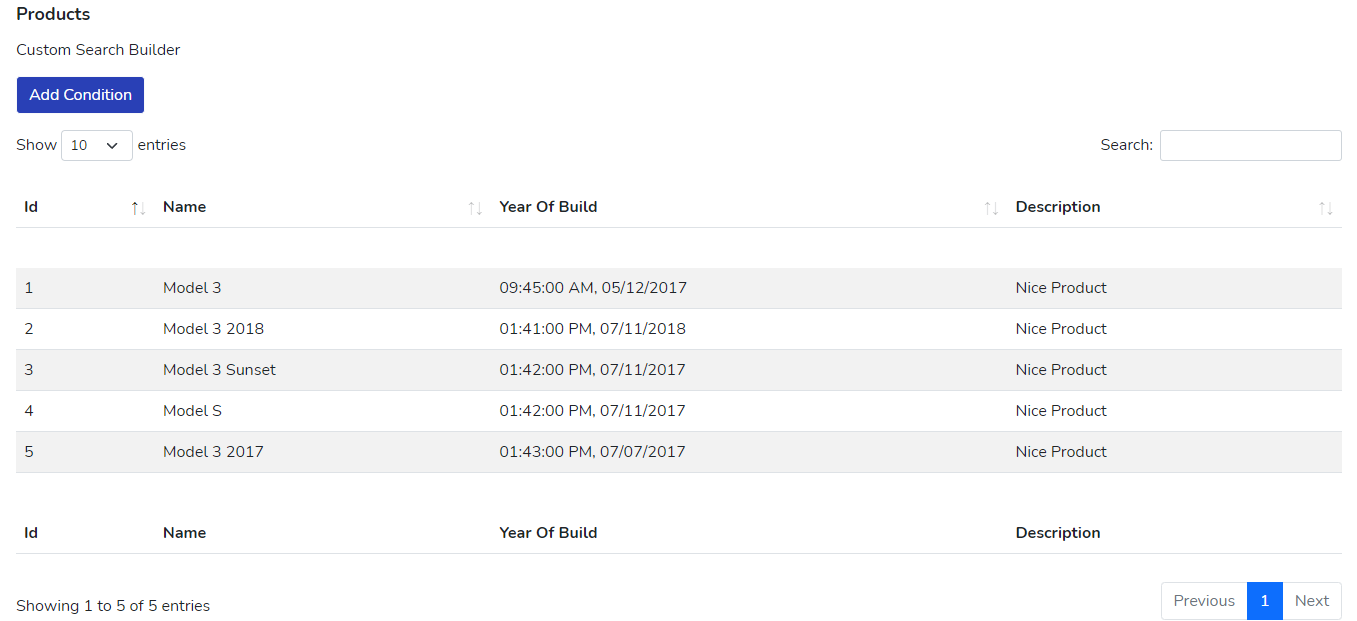 Products
Custom Search Builder
Add Condition
Show 10 entries Search:
Id Name Year Of Build Description
1 Model 3 09:45:00 AM, 05/12/2017 Nice Product
2 Model 3 2018 01:41:00 PM, 07/11/2018 Nice Product
3 Model 3 Sunset 01:42:00 PM, 07/11/2017 Nice Product
4 Model S 01:42:00 PM, 07/11/2017 Nice Product
5 Model 3 2017 01:43:00 PM, 07/07/2017 Nice Product
Id Name Year Of Build Description
Showing 1 to 5 of 5 entries Previous 1 Next